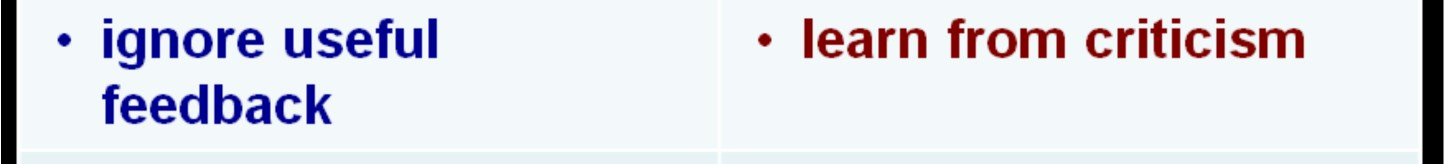 • ignore useful
feedback
• learn from criticism